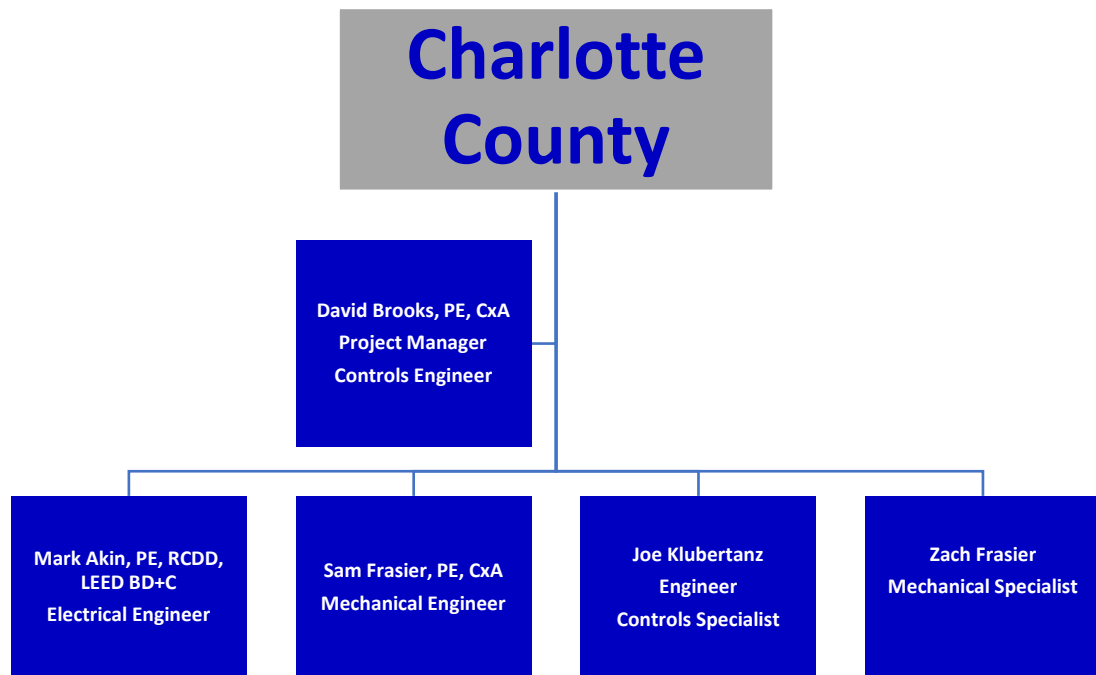 Charlotte
County
David Brooks, PE, CxA
Project Manager
Controls Engineer
Mark Akin, PE, RCDD,
LEED BD+C
Electrical Engineer
Sam Frasier, PE, CxA
Mechanical Engineer
Joe Klubertanz
Engineer
Controls Specialist
Zach Frasier
Mechanical Specialist